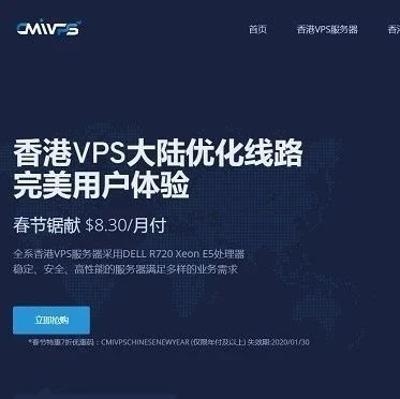 CMIVPS
首页
香港VPS服务器
香港
香港VPS大陆优化线路
完美用户体验
春节锯献 $8.30/月付
全系香港VPS服务器采用DELL R720 Xeon E5处理器
稳定、安全、高性能的服务器满足多样的业务需求
立即抢购
*春节特惠7折优惠码：CMIVPSCHINESENEWYEAR (仅限年付及以上) 失效期:2020/01/30